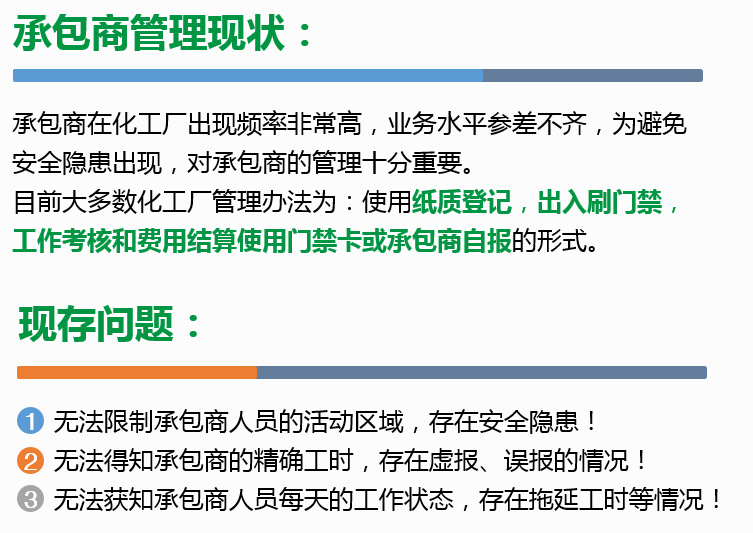 承包商管理现状：
承包商在化工厂出现频率非常高，业务水平参差不齐，为避免
安全隐患出现，对承包商的管理十分重要。
目前大多数化工厂管理办法为：使用纸质登记，出入刷门禁，
工作考核和费用结算使用门禁卡或承包商自报的形式。
现存问题：
1 无法限制承包商人员的活动区域，存在安全隐患！
2 无法得知承包商的精确工时，存在虚报、误报的情况！
3 无法获知承包商人员每天的工作状态，存在拖延工时等情况！